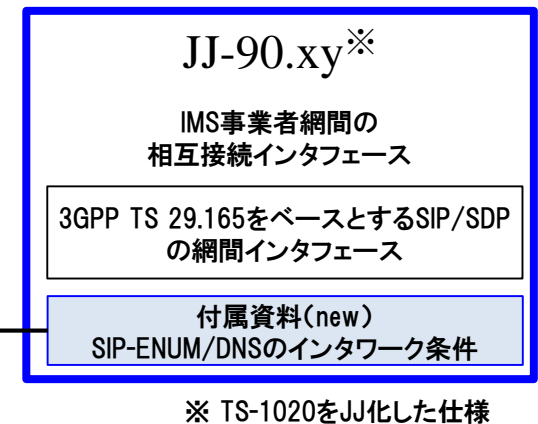 JJ-90.xy※
IMS事業者網間の
相互接続インタフェース
3GPP TS 29.165をベースとするSIP/SDP
の網間インタフェース
付属資料(new)
SIP-ENUM/DNSのインタワーク条件
※ TS-1020をJJ化した仕様